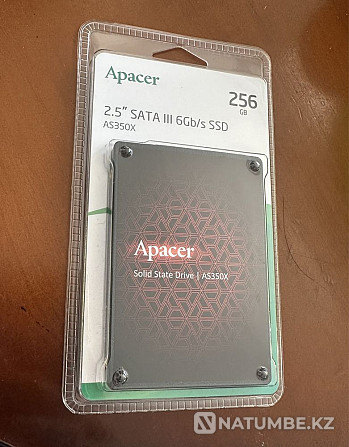 Apacer
256
GB
2.5" SATA III 6Gb/s SSD
AS350X
Apacer
Solid State Drive | AS350X
NATUMBE.KZ